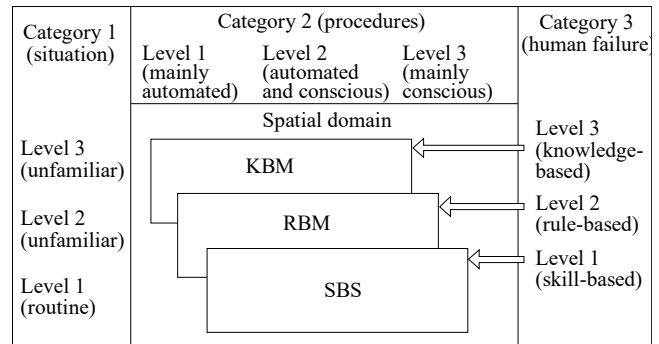 Category 1
(situation)
Category 2 (procedures)
Level 1
(mainly
automated)
Level 2
(automated
and conscious)
Level 3
(mainly
conscious)
Category 3
(human failure)
Spatial domain
Level 3
(unfamiliar)
Level 2
(unfamiliar)
Level 1
(routine)
KBM
RBM
SBS
Level 3
(knowledge-
based)
Level 2
(rule-based)
Level 1
(skill-based)